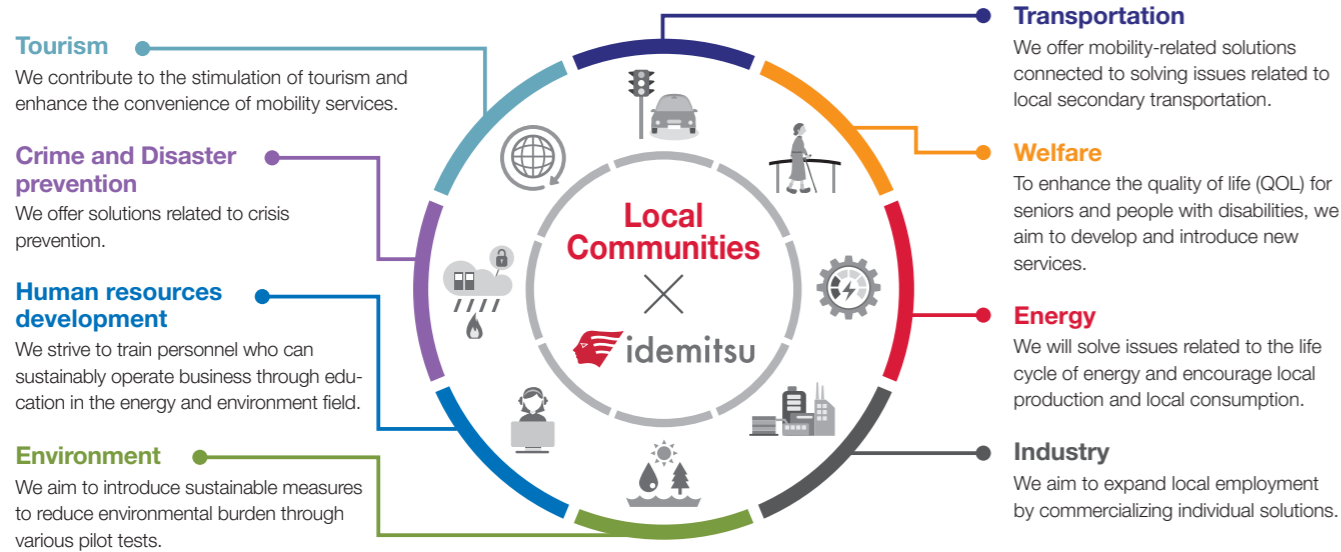 Tourism
We contribute to the stimulation of tourism and
enhance the convenience of mobility services.
Crime and Disaster
prevention
We offer solutions related to crisis
prevention.
Human resources
development
We strive to train personnel who can
sustainably operate business through edu-
cation in the energy and environment field.
Environment
We aim to introduce sustainable measures
to reduce environmental burden through
various pilot tests.
Local
Communities
×
idemitsu
Transportation
We offer mobility-related solutions
connected to solving issues related to
local secondary transportation.
Welfare
To enhance the quality of life (QOL) for
seniors and people with disabilities, we
aim to develop and introduce new
services.
Energy
We will solve issues related to the life
cycle of energy and encourage local
production and local consumption.
Industry
We aim to expand local employment
by commercializing individual solutions.